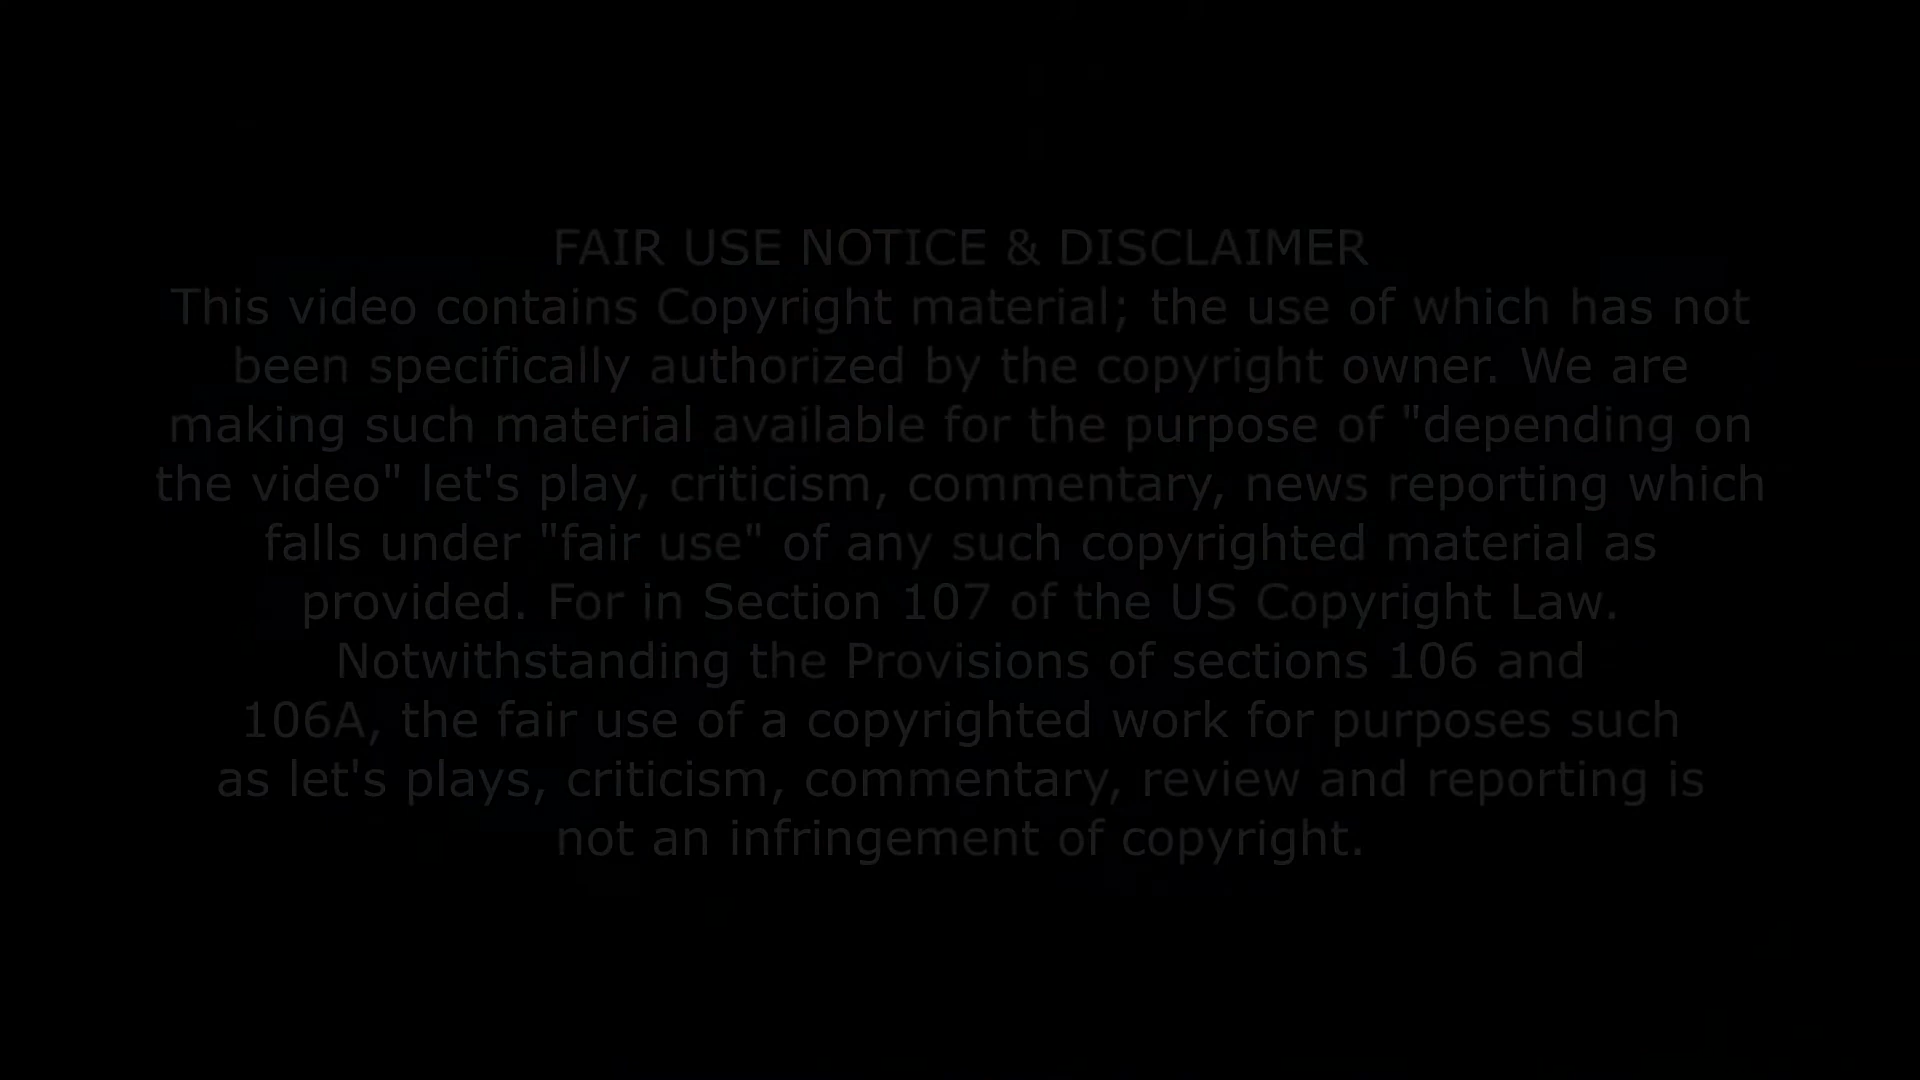 FAIR USE NOTICE & DISCLAIMER
This video contains Copyright material; the use of which has not
been specifically authorized by the copyright owner. We are
making such material available for the purpose of "depending on
the video" let's play, criticism, commentary, news reporting which
falls under "fair use" of any such copyrighted material as
provided. For in Section 107 of the US Copyright Law.
Notwithstanding the Provisions of sections 106 and
106A, the fair use of a copyrighted work for purposes such
as let's plays, criticism, commentary, review and reporting is
not an infringement of copyright.